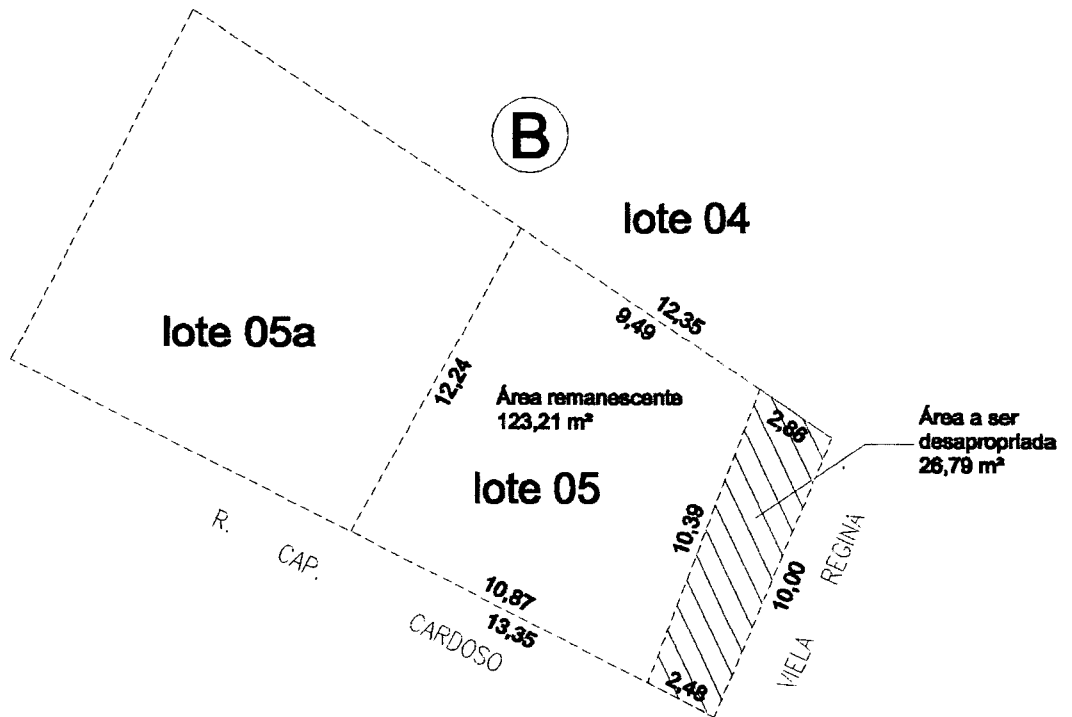 B
lote 04
lote 05a
12,35
9,49
12,24
Área remanescente
123,21 m²
2,86
Área a ser
desapropriada
26,79 m²
lote 05
10,39
R. CAP. CARDOSO
10,87
13,35
10,00
VIELA REGINA
2,48